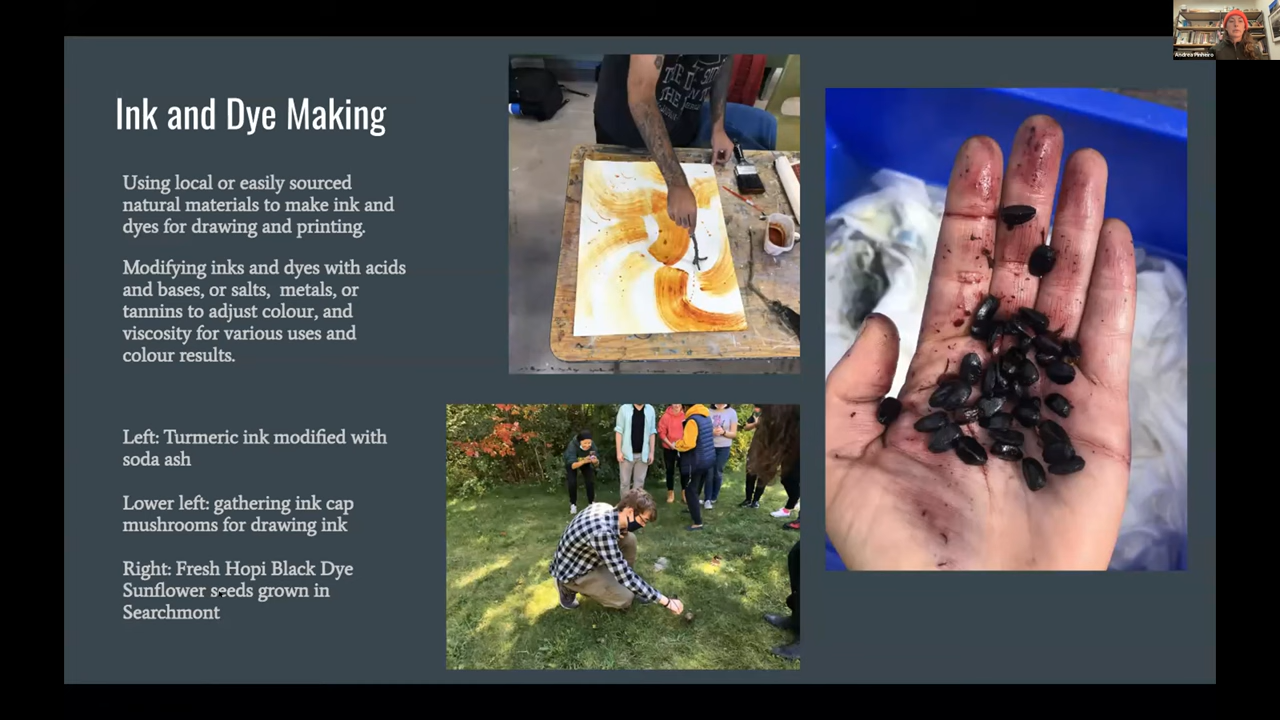 Andrea Pinheiro
Ink and Dye Making
Using local or easily sourced
natural materials to make ink and
dyes for drawing and printing.
Modifying inks and dyes with acids
and bases, or salts,  metals, or
tannins to adjust colour, and
viscosity for various uses and
colour results.
Left: Turmeric ink modified with
soda ash
Lower left: gathering ink cap
mushrooms for drawing ink
Right: Fresh Hopi Black Dye
Sunflower seeds grown in
Searchmont